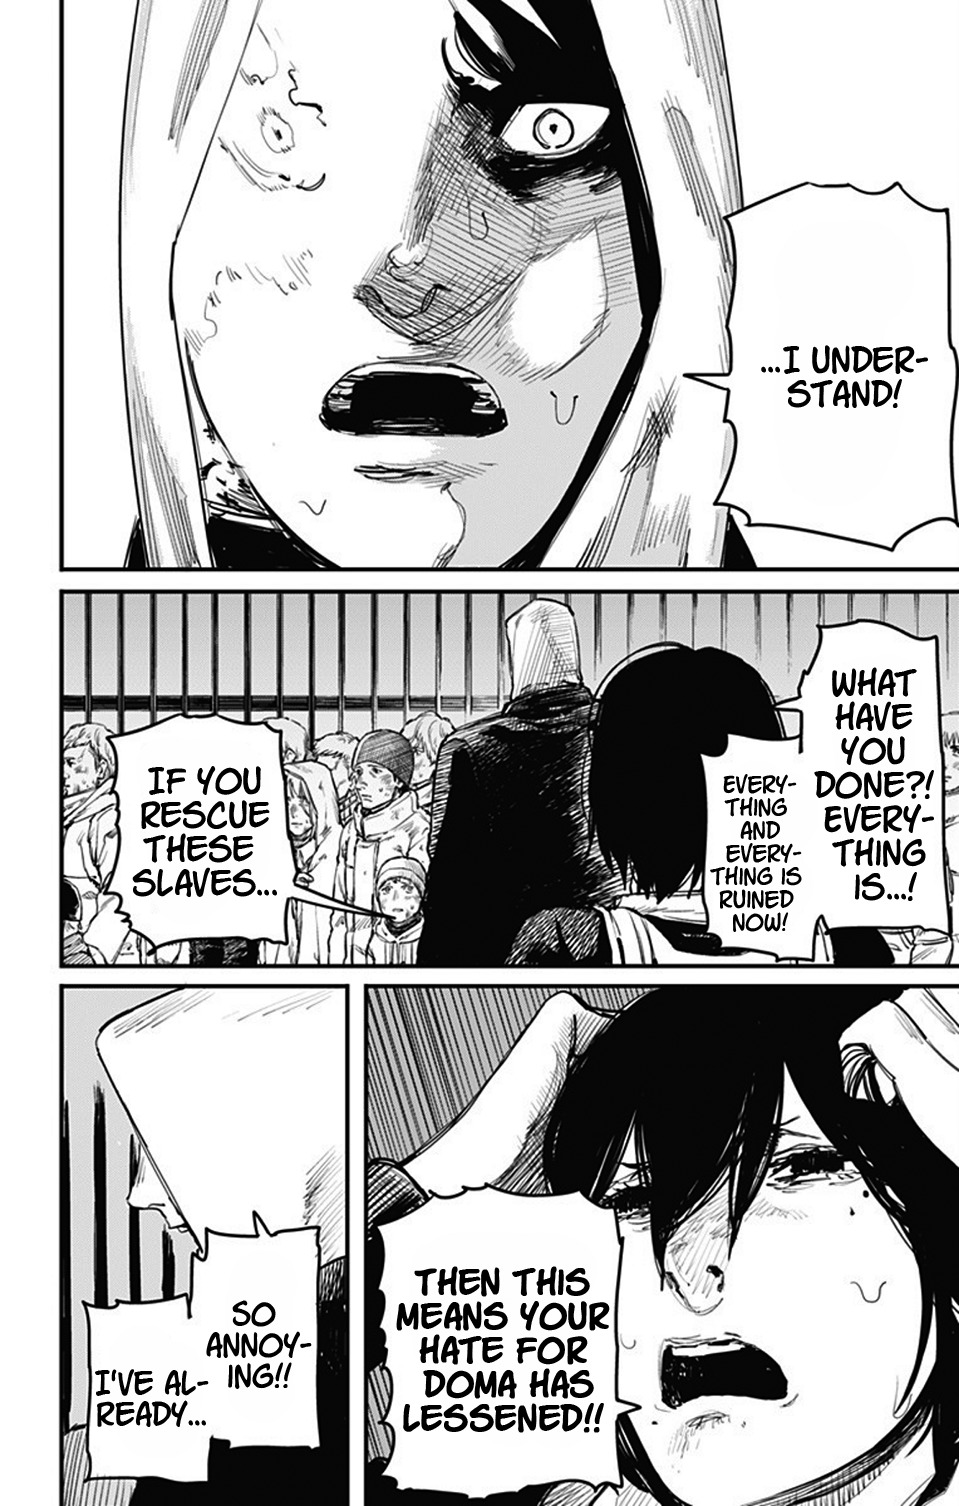 ...I UNDER-
STAND!
WHAT
HAVE
YOU
DONE?!
EVERY-
THING
IS...!
EVERY-
THING
AND
EVERY-
THING IS
RUINED
NOW!
IF YOU
RESCUE
THESE
SLAVES...
THEN THIS
MEANS YOUR
HATE FOR
DOMA HAS
LESSENED!!
SO
ANNOY-
ING!!
I'VE AL-
READY...